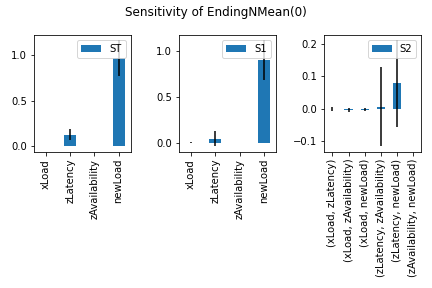 Sensitivity of EndingNMean(0)
ST
1.0
0.5
0.0
xLoad
zLatency
zAvailability
newLoad
S1
1.0
0.5
0.0
xLoad
zLatency
zAvailability
newLoad
S2
0.2
0.1
0.0
−0.1
(xLoad, zLatency)
(xLoad, zAvailability)
(xLoad, newLoad)
(zLatency, zAvailability)
(zLatency, newLoad)
(zAvailability, newLoad)